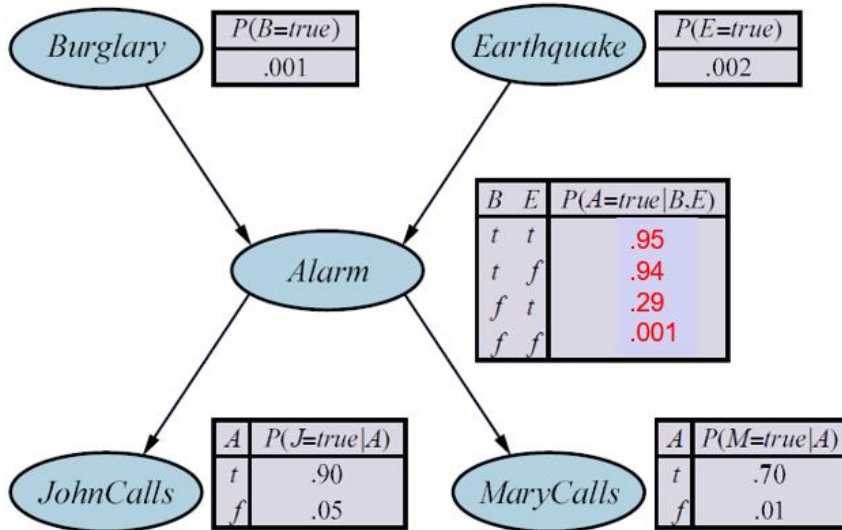 Burglary
P(B=true)
.001
Earthquake
P(E=true)
.002
B E P(A=true|B,E)
t t .95
t f .94
f t .29
f f .001
Alarm
A P(J=true|A)
t .90
f .05
JohnCalls
A P(M=true|A)
t .70
f .01
MaryCalls